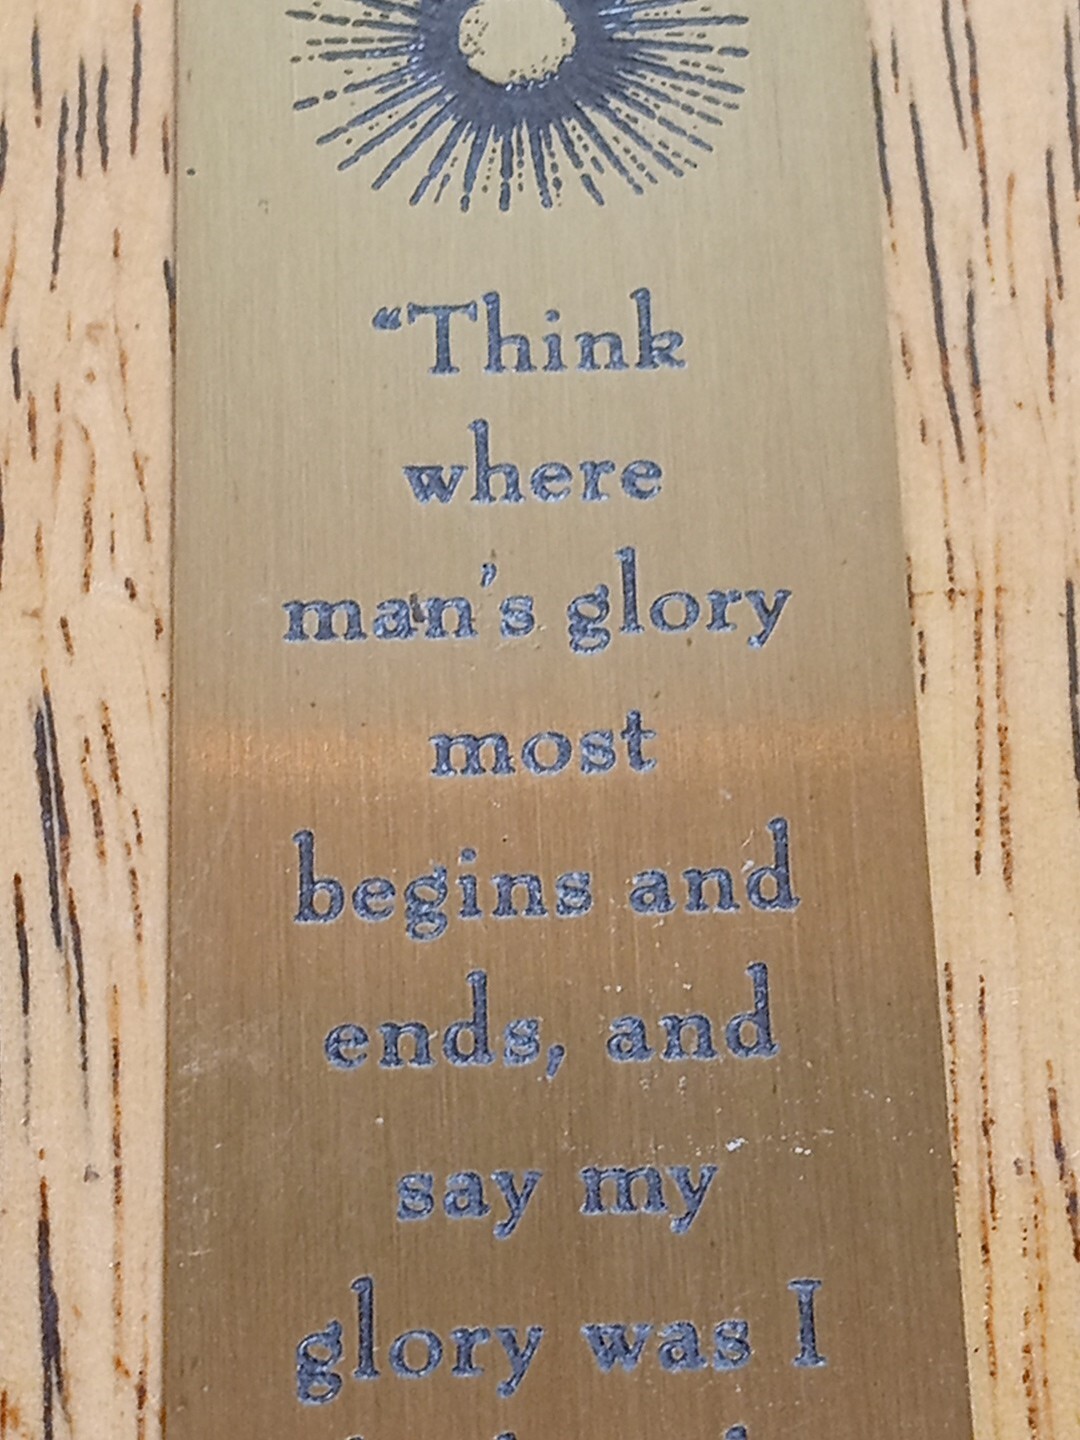 “Think
where
man's glory
most
begins and
ends, and
say my
glory was I